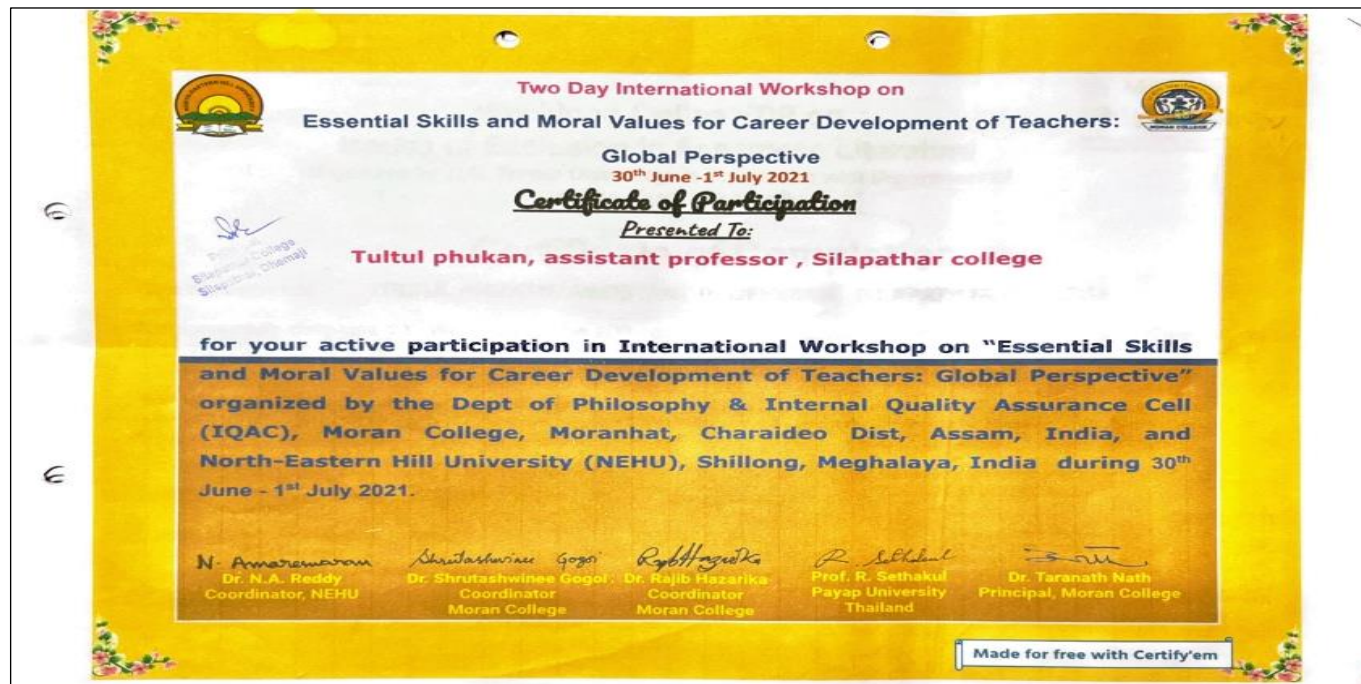 Two Day International Workshop on
Essential Skills and Moral Values for Career Development of Teachers:
Global Perspective
30th June -1st July 2021
Certificate of Participation
Presented To:
College
Silapathar, Dhemaji
Tultul phukan, assistant professor , Silapathar college
for your active participation in International Workshop on “Essential Skills
and Moral Values for Career Development of Teachers: Global Perspective”
organized by the Dept of Philosophy & Internal Quality Assurance Cell
(IQAC), Moran College, Moranhat, Charaideo Dist, Assam, India, and
North-Eastern Hill University (NEHU), Shillong, Meghalaya, India during 30th
June - 1st July 2021.
Shrutashwinee Gogoi
Dr. N.A. Reddy
Coordinator, NEHU
Dr. Shrutashwinee Gogoi
Coordinator
Moran College
Dr. Rajib Hazarika
Coordinator
Moran College
Prof. R. Sethakul
Payap University
Thailand
Dr. Taranath Nath
Principal, Moran College
MORAN COLLEGE
Made for free with Certify'em